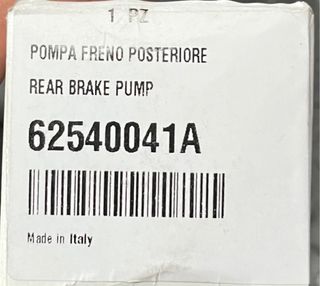 1 PZ
POMPA FRENO POSTERIORE
REAR BRAKE PUMP
62540041A
Made in Italy